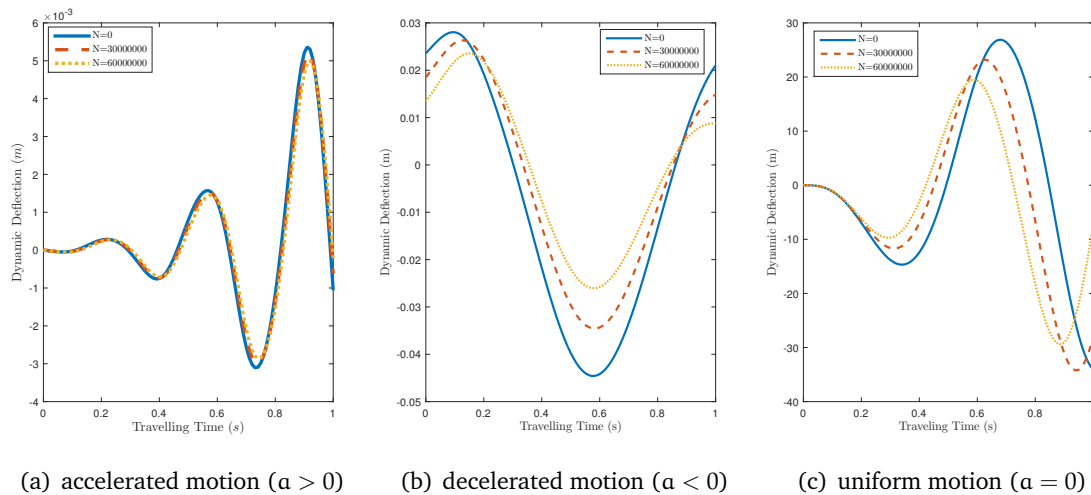 ×10⁻³
6
5
4
3
2
1
0
-1
-2
-3
-4
0
0.2
0.4
0.6
0.8
1
Dynamic Deflection (m)
Travelling Time (s)
N=0
N=30000000
N=60000000
(a) accelerated motion (a > 0)
0.03
0.02
0.01
0
-0.01
-0.02
-0.03
-0.04
-0.05
0
0.2
0.4
0.6
0.8
1
Dynamic Deflection (m)
Travelling Time (s)
N=0
N=30000000
N=60000000
(b) decelerated motion (a < 0)
30
20
10
0
-10
-20
-30
-40
0
0.2
0.4
0.6
0.8
1
Dynamic Deflection (m)
Traveling Time (s)
N=0
N=30000000
N=60000000
(c) uniform motion (a = 0)